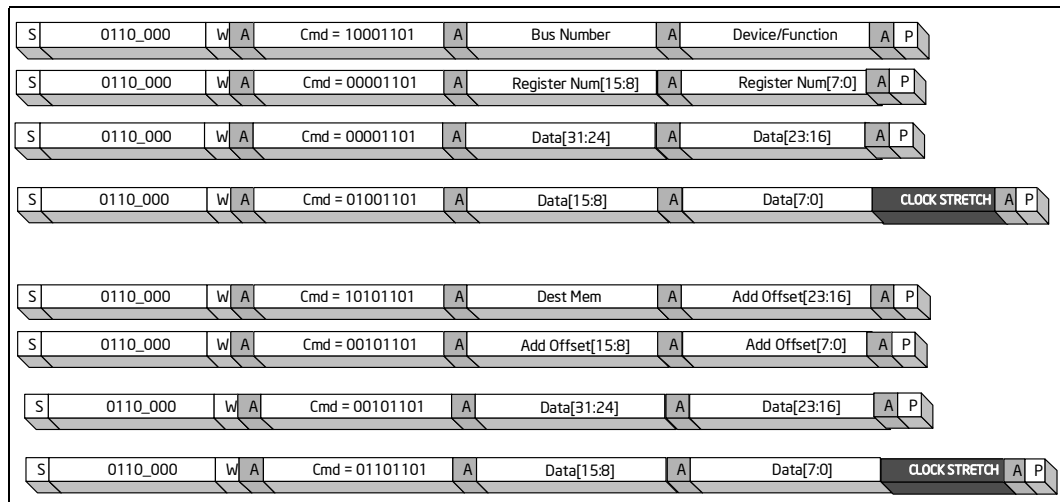 S 0110_000 W A Cmd = 10001101 A Bus Number A Device/Function A P
S 0110_000 W A Cmd = 00001101 A Register Num[15:8] A Register Num[7:0] A P
S 0110_000 W A Cmd = 00001101 A Data[31:24] A Data[23:16] A P
S 0110_000 W A Cmd = 01001101 A Data[15:8] A Data[7:0] CLOCK STRETCH A P
S 0110_000 W A Cmd = 10101101 A Dest Mem A Add Offset[23:16] A P
S 0110_000 W A Cmd = 00101101 A Add Offset[15:8] A Add Offset[7:0] A P
S 0110_000 W A Cmd = 00101101 A Data[31:24] A Data[23:16] A P
S 0110_000 W A Cmd = 01101101 A Data[15:8] A Data[7:0] CLOCK STRETCH A P